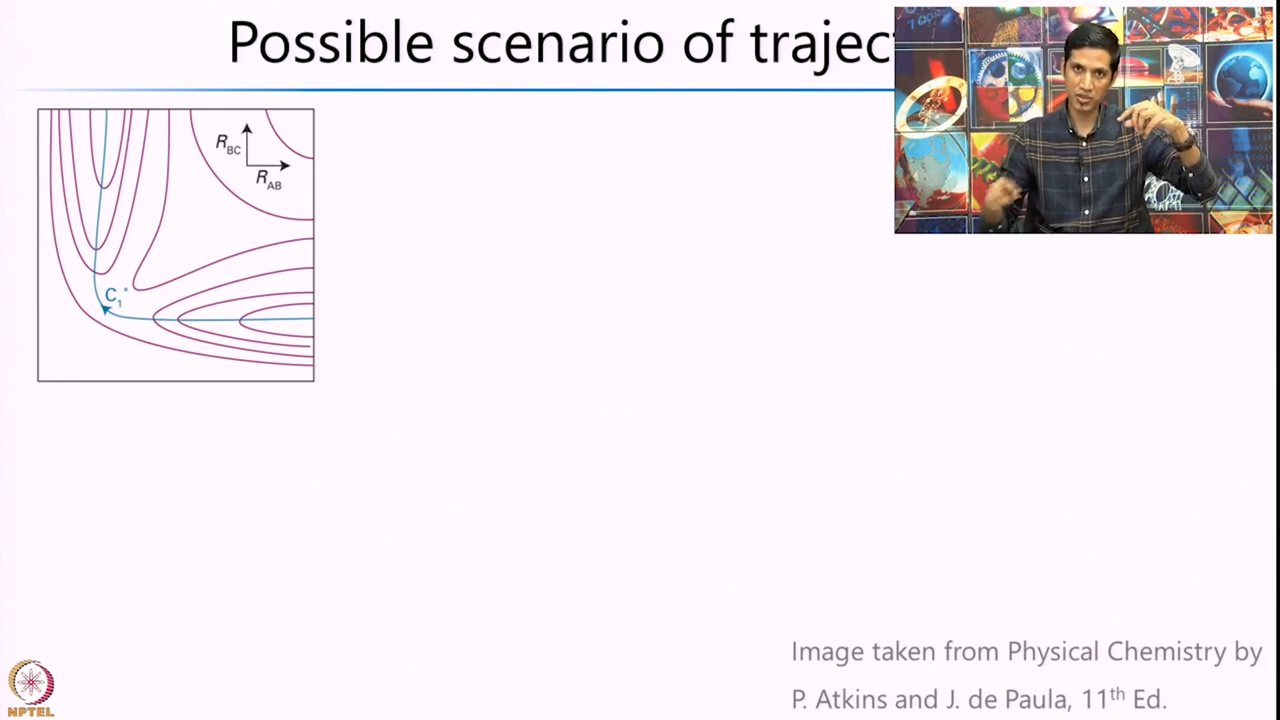 Possible scenario of trajec
R_BC
R_AB
C_1^*
Image taken from Physical Chemistry by
P. Atkins and J. de Paula, 11th Ed.
NPTEL